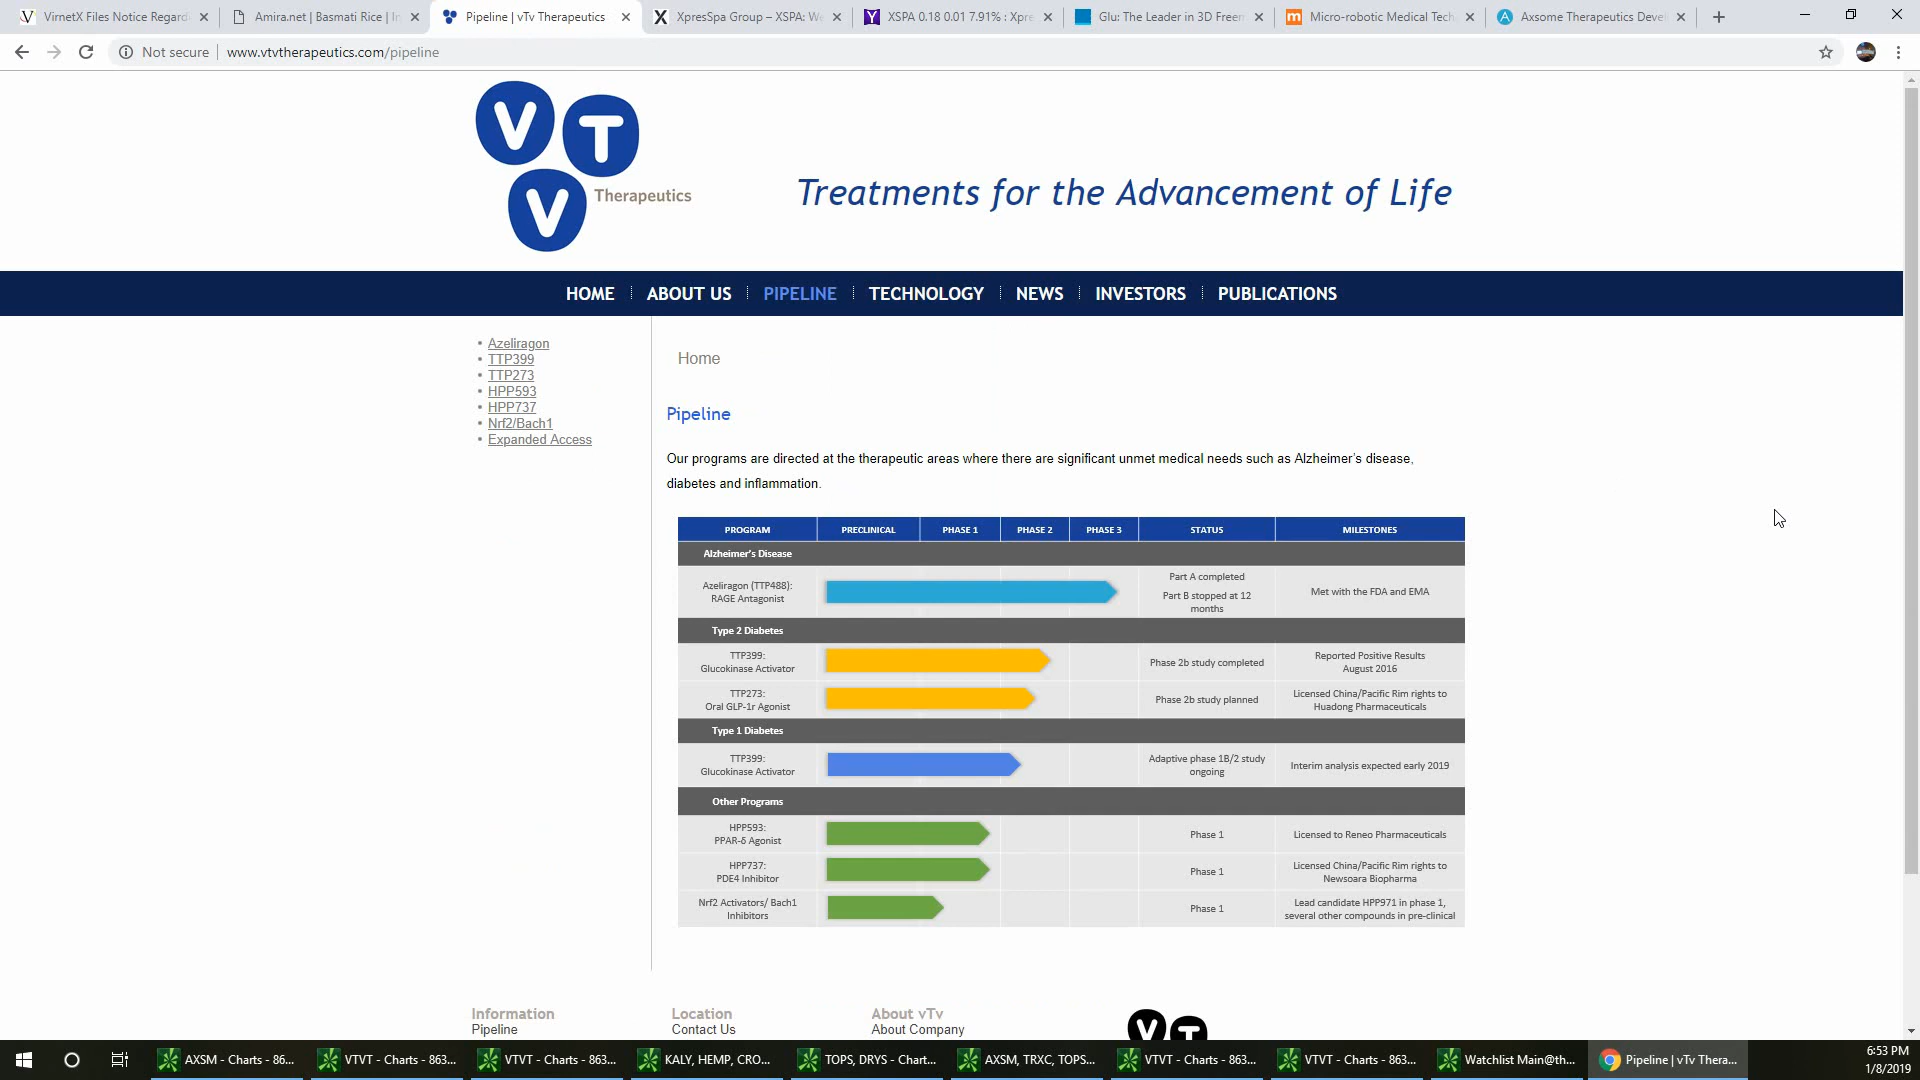 VirnetX Files Notice Regard
Amira.net | Basmati Rice | In
Pipeline | vTv Therapeutics
XpresSpa Group – XSPA: We
XSPA 0.18 0.01 7.91% : Xpre
Glu: The Leader in 3D Freem
Micro-robotic Medical Tech
Axsome Therapeutics Devel
Not secure
www.vtvtherapeutics.com/pipeline
V T V
Therapeutics
Treatments for the Advancement of Life
HOME ABOUT US PIPELINE TECHNOLOGY NEWS INVESTORS PUBLICATIONS
Azeliragon
TTP399
TTP273
HPP593
HPP737
Nrf2/Bach1
Expanded Access
Home
Pipeline
Our programs are directed at the therapeutic areas where there are significant unmet medical needs such as Alzheimer's disease,
diabetes and inflammation.
PROGRAM PRECLINICAL PHASE 1 PHASE 2 PHASE 3 STATUS MILESTONES
Alzheimer's Disease
Azeliragon (TTP488):
RAGE Antagonist
Part A completed
Part B stopped at 12
months
Met with the FDA and EMA
Type 2 Diabetes
TTP399:
Glucokinase Activator
Phase 2b study completed
Reported Positive Results
August 2016
TTP273:
Oral GLP-1r Agonist
Phase 2b study planned
Licensed China/Pacific Rim rights to
Huadong Pharmaceuticals
Type 1 Diabetes
TTP399:
Glucokinase Activator
Adaptive phase 1B/2 study
ongoing
Interim analysis expected early 2019
Other Programs
HPP593:
PPAR-δ Agonist
Phase 1
Licensed to Reneo Pharmaceuticals
HPP737:
PDE4 Inhibitor
Phase 1
Licensed China/Pacific Rim rights to
Newsoara Biopharma
Nrf2 Activators/ Bach1
Inhibitors
Phase 1
Lead candidate HPP971 in phase 1,
several other compounds in pre-clinical
Information
Pipeline
Location
Contact Us
About vTv
About Company
V T
AXSM - Charts - 86...
VTVT - Charts - 863...
VTVT - Charts - 863...
KALY, HEMP, CRO...
TOPS, DRYS - Chart...
AXSM, TRXC, TOPS...
VTVT - Charts - 863...
VTVT - Charts - 863...
Watchlist Main@th...
Pipeline | vTv Thera...
6:53 PM
1/8/2019